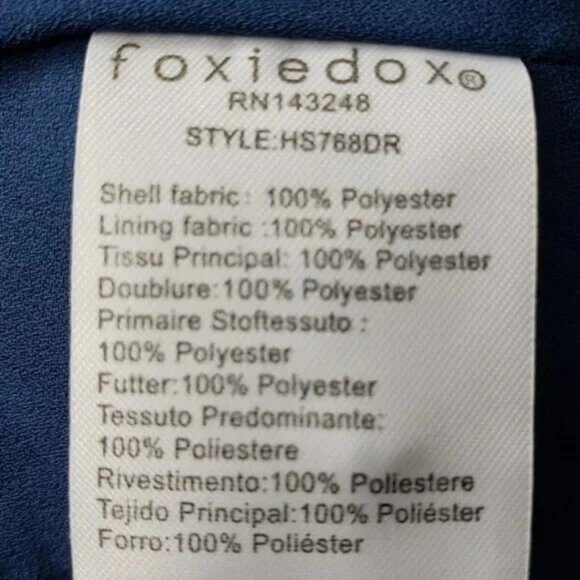 foxiedox®
RN143248
STYLE:HS768DR
Shell fabric: 100% Polyester
Lining fabric :100% Polyester
Tissu Principal: 100% Polyester
Doublure:100% Polyester
Primaire Stoftessuto :
100% Polyester
Futter:100% Polyester
Tessuto Predominante:
100% Poliestere
Rivestimento:100% Poliestere
Tejido Principal:100% Poliéster
Forro:100% Poliéster